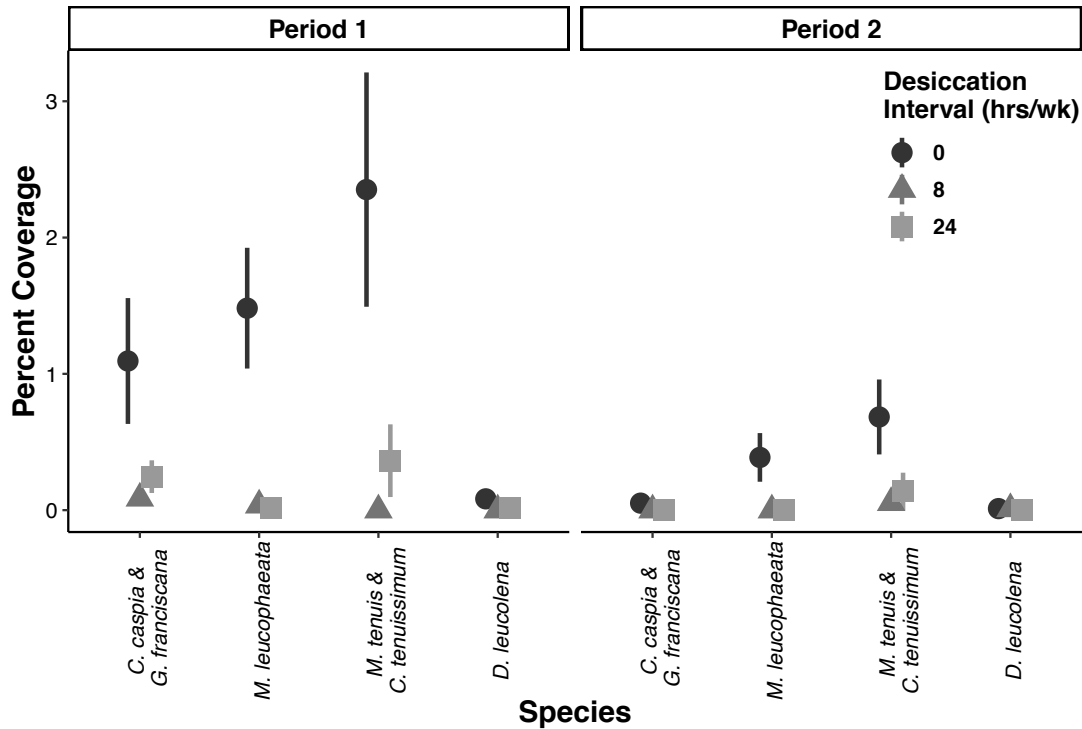 Period 1
Period 2
Desiccation
Interval (hrs/wk)
0
8
24
Percent Coverage
3
2
1
0
C. caspia &
G. franciscana
M. leucophaeata
M. tenuis &
C. tenuissimum
D. leucolena
C. caspia &
G. franciscana
M. leucophaeata
M. tenuis &
C. tenuissimum
D. leucolena
Species